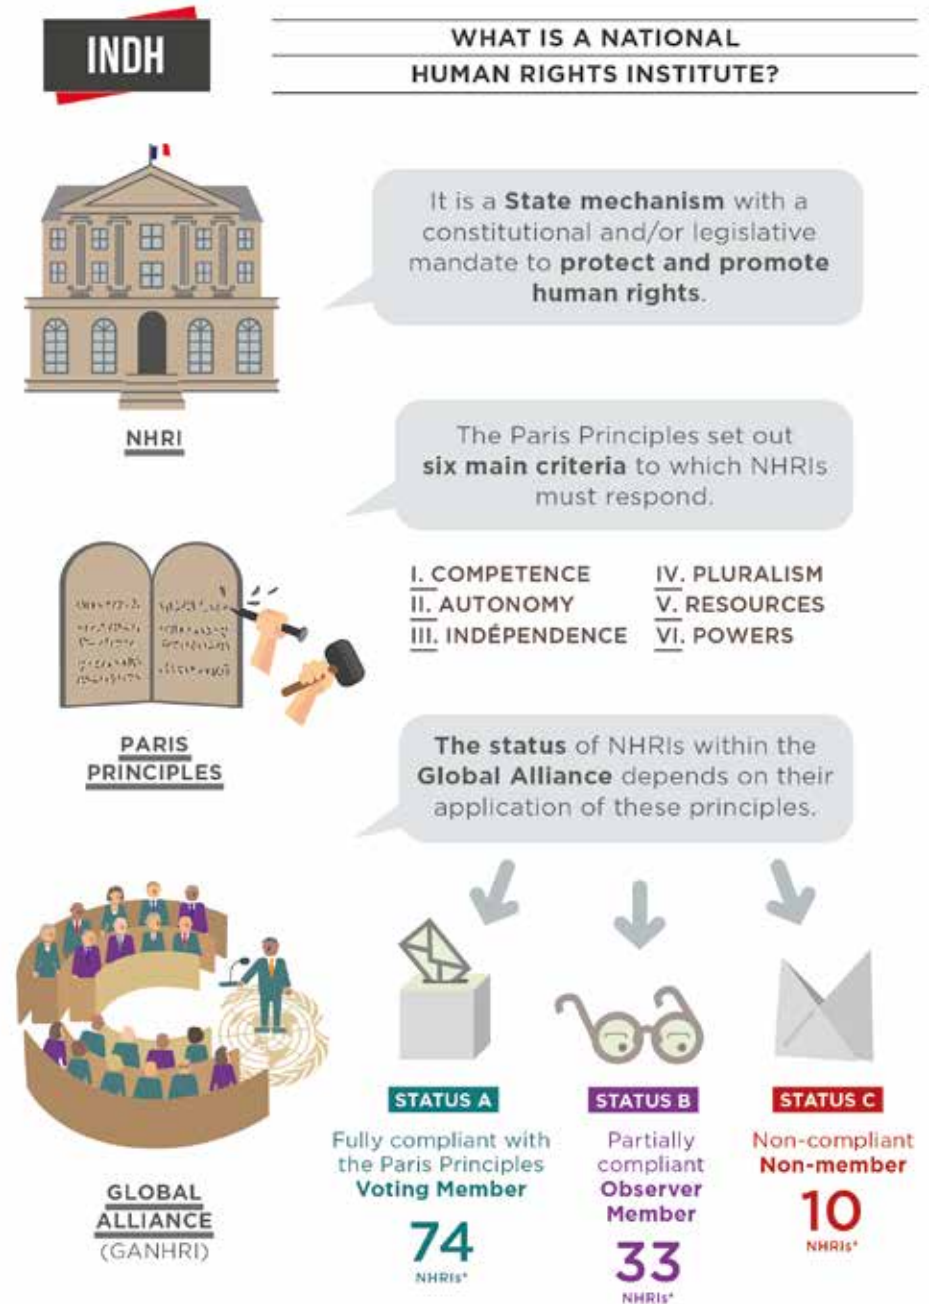 INDH
WHAT IS A NATIONAL
HUMAN RIGHTS INSTITUTE?
It is a State mechanism with a
constitutional and/or legislative
mandate to protect and promote
human rights.
NHRI
The Paris Principles set out
six main criteria to which NHRIs
must respond.
I. COMPETENCE
II. AUTONOMY
III. INDÉPENDENCE
IV. PLURALISM
V. RESOURCES
VI. POWERS
PARIS
PRINCIPLES
The status of NHRIs within the
Global Alliance depends on their
application of these principles.
GLOBAL
ALLIANCE
(GANHRI)
STATUS A
Fully compliant with
the Paris Principles
Voting Member
74
NHRIs*
STATUS B
Partially
compliant
Observer
Member
33
NHRIs*
STATUS C
Non-compliant
Non-member
10
NHRIs*